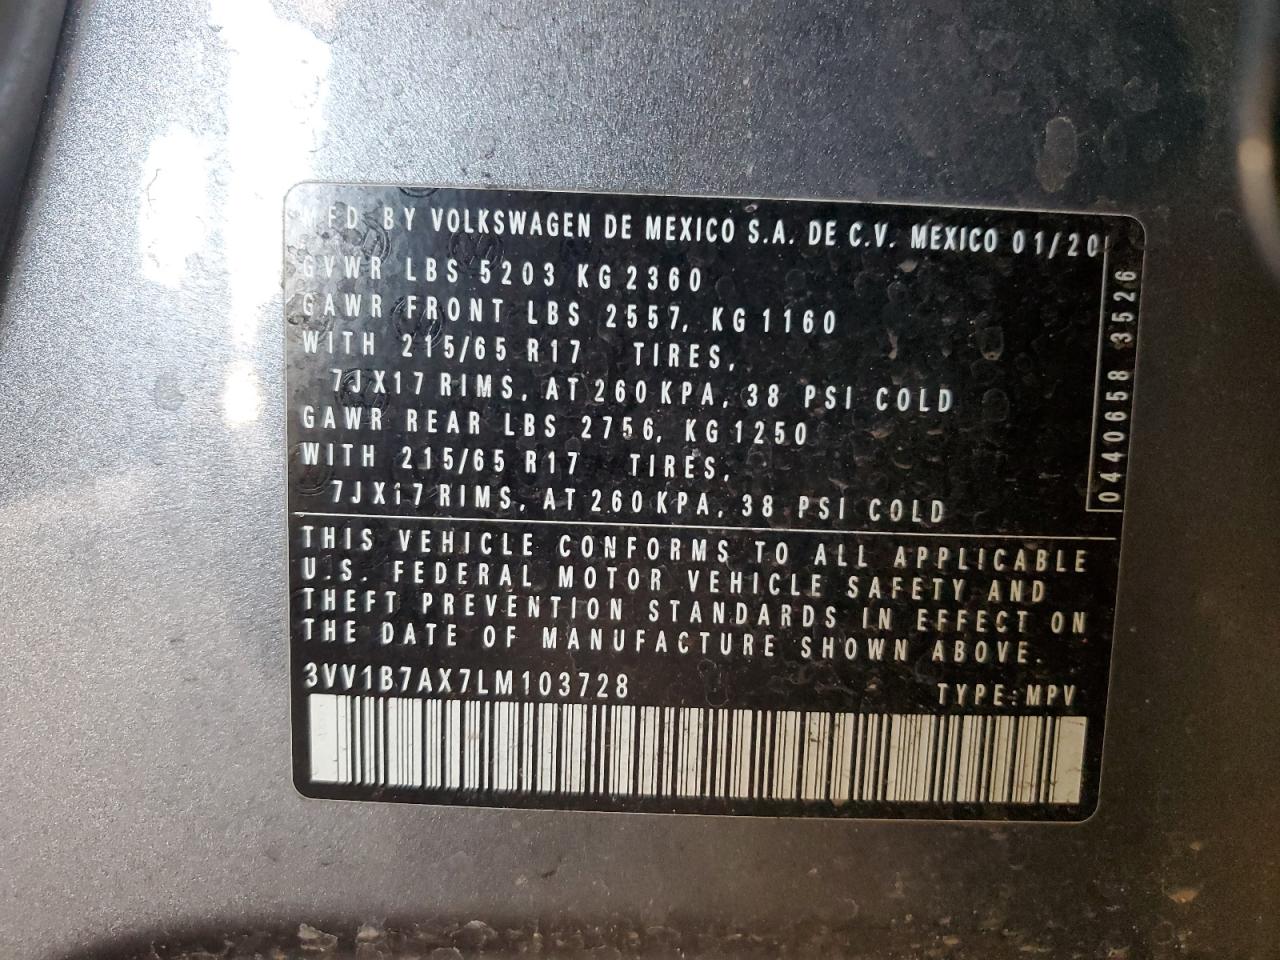 MFD BY VOLKSWAGEN DE MEXICO S.A. DE C.V. MEXICO 01/20
GVWR LBS 5203 KG 2360
GAWR FRONT LBS 2557, KG 1160
WITH 215/65 R17 TIRES,
7JX17 RIMS, AT 260 KPA, 38 PSI COLD
GAWR REAR LBS 2756, KG 1250
WITH 215/65 R17 TIRES,
7JX17 RIMS, AT 260 KPA, 38 PSI COLD
0440658 3526
THIS VEHICLE CONFORMS TO ALL APPLICABLE
U.S. FEDERAL MOTOR VEHICLE SAFETY AND
THEFT PREVENTION STANDARDS IN EFFECT ON
THE DATE OF MANUFACTURE SHOWN ABOVE.
3VV1B7AX7LM103728 TYPE:MPV